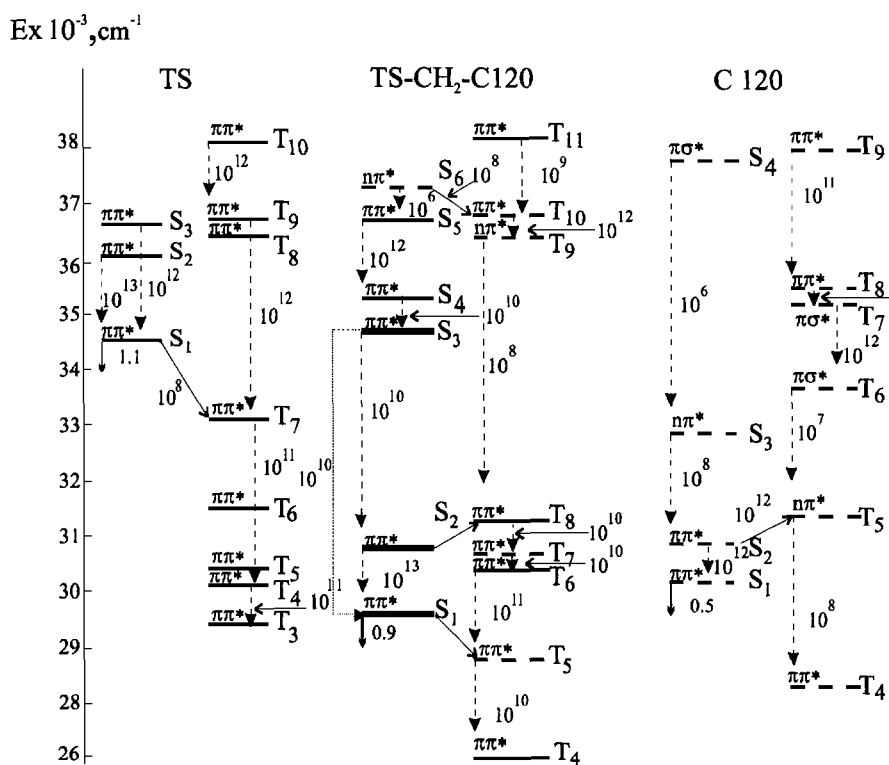 Ex 10⁻³,cm⁻¹
TS
TS-CH₂-C120
C 120
38
37
36
35
34
33
32
31
30
29
28
27
26
ππ* T₁₀
10¹²
ππ* S₃
ππ* T₉
ππ* S₂
ππ* T₈
10¹³
10¹²
10¹²
ππ* S₁
1.1
10⁸
ππ* T₇
10¹¹
ππ* T₆
ππ* T₅
ππ* T₄
10¹¹
ππ* T₃
ππ* T₁₁
nπ* S₆
10⁸
10⁹
10⁶
ππ* T₁₀
ππ* S₅
nπ* T₉
10¹²
10¹²
ππ* S₄
10¹⁰
ππ* S₃
10⁸
10¹⁰
10¹⁰
S₂
ππ* T₈
10¹⁰
ππ*
ππ* T₇
10¹⁰
10¹³
ππ* T₆
ππ* S₁
10¹¹
0.9
ππ* T₅
10¹⁰
ππ* T₄
πσ* S₄
ππ* T₉
10¹¹
10⁶
ππ* T₈
πσ* T₇
10¹²
πσ* T₆
nπ* S₃
10⁷
10⁸
10¹²
nπ* T₅
ππ* S₂
10¹²
ππ* S₁
0.5
10⁸
ππ* T₄